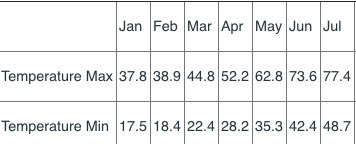 Jan Feb Mar Apr May Jun Jul
Temperature Max 37.8 38.9 44.8 52.2 62.8 73.6 77.4
Temperature Min 17.5 18.4 22.4 28.2 35.3 42.4 48.7